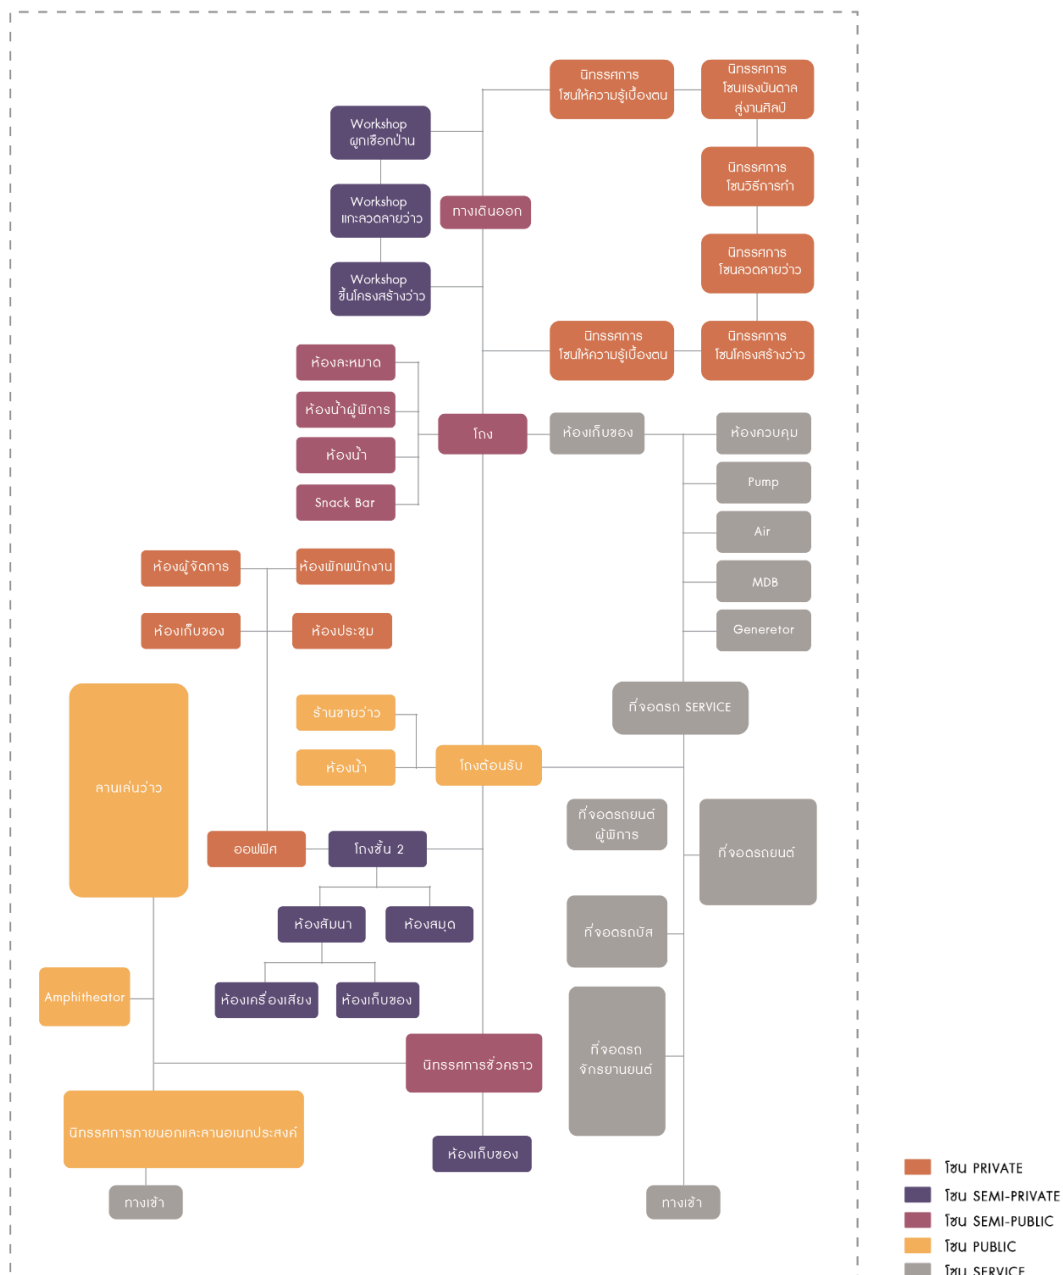 นิทรรศการ
โซนให้ความรู้เบื้องตน
นิทรรศการ
โซนแรงบันดาล
สู่งานศิลป์
Workshop
ผูกเชือกป่าน
นิทรรศการ
โซนวิธีการทำ
Workshop
แกะลวดลายว่าว
ทางเดินออก
นิทรรศการ
โซนลวดลายว่าว
Workshop
ขึ้นโครงสร้างว่าว
นิทรรศการ
โซนให้ความรู้เบื้องตน
นิทรรศการ
โซนโครงสร้างว่าว
ห้องละหมาด
ห้องน้ำผู้พิการ
โถง
ห้องเก็บของ
ห้องควบคุม
ห้องน้ำ
Pump
Snack Bar
Air
ห้องผู้จัดการ
ห้องพักพนักงาน
MDB
ห้องเก็บของ
ห้องประชุม
Generetor
ร้านขายว่าว
ที่จอดรถ SERVICE
ห้องน้ำ
โถงต้อนรับ
ลานเล่นว่าว
ที่จอดรถยนต์
ผู้พิการ
ที่จอดรถยนต์
ออฟฟิศ
โถงชั้น 2
ห้องสัมนา
ห้องสมุด
ที่จอดรถบัส
Amphitheator
ห้องเครื่องเสียง
ห้องเก็บของ
นิทรรศการชั่วคราว
ที่จอดรถ
จักรยานยนต์
นิทรรศการภายนอกและลานอเนกประสงค์
ห้องเก็บของ
ทางเข้า
ทางเข้า
โซน PRIVATE
โซน SEMI-PRIVATE
โซน SEMI-PUBLIC
โซน PUBLIC
โซน SERVICE